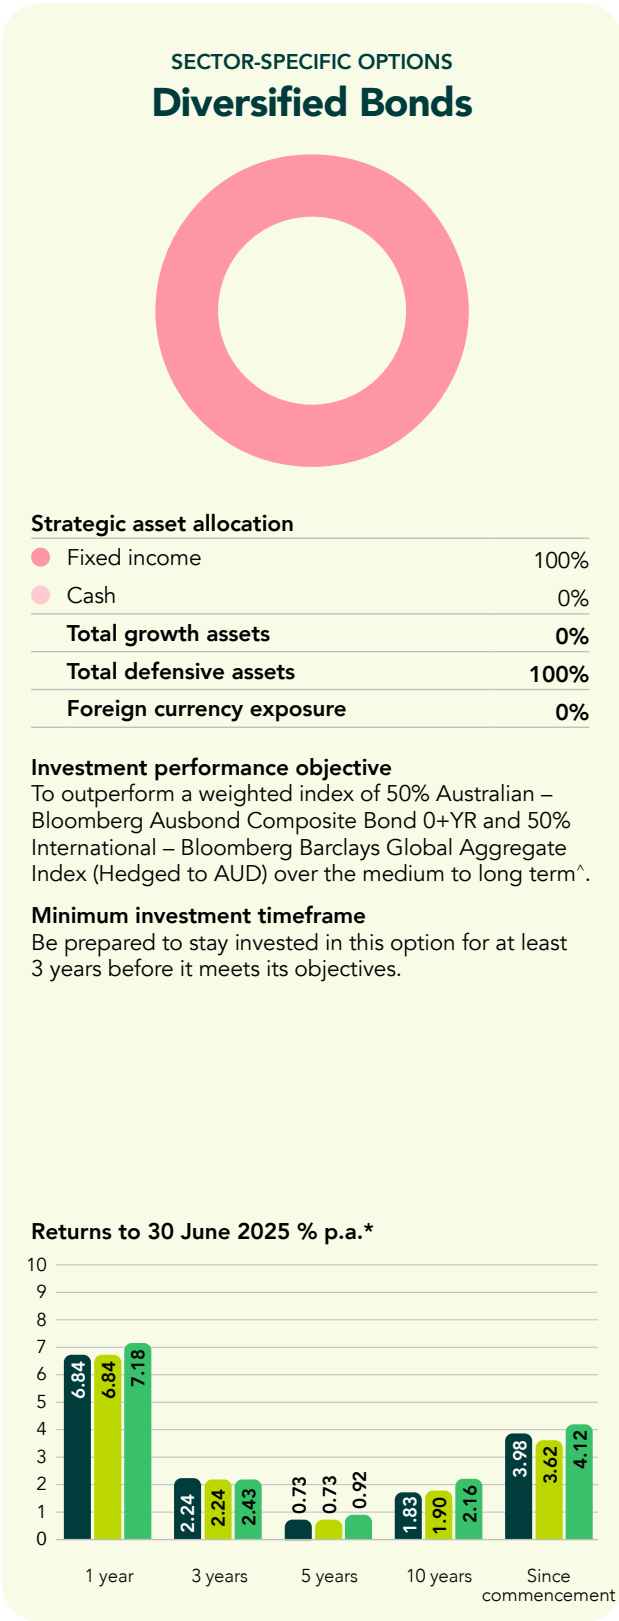 SECTOR-SPECIFIC OPTIONS
Diversified Bonds
Strategic asset allocation
Fixed income 100%
Cash 0%
Total growth assets 0%
Total defensive assets 100%
Foreign currency exposure 0%
Investment performance objective
To outperform a weighted index of 50% Australian –
Bloomberg Ausbond Composite Bond 0+YR and 50%
International – Bloomberg Barclays Global Aggregate
Index (Hedged to AUD) over the medium to long term^.
Minimum investment timeframe
Be prepared to stay invested in this option for at least
3 years before it meets its objectives.
Returns to 30 June 2025 % p.a.*
10
9
8
7
6
5
4
3
2
1
0
6.84 6.84 7.18
2.24 2.24 2.43
0.73 0.73 0.92
1.83 1.90 2.16
3.98 3.62 4.12
1 year 3 years 5 years 10 years Since
commencement